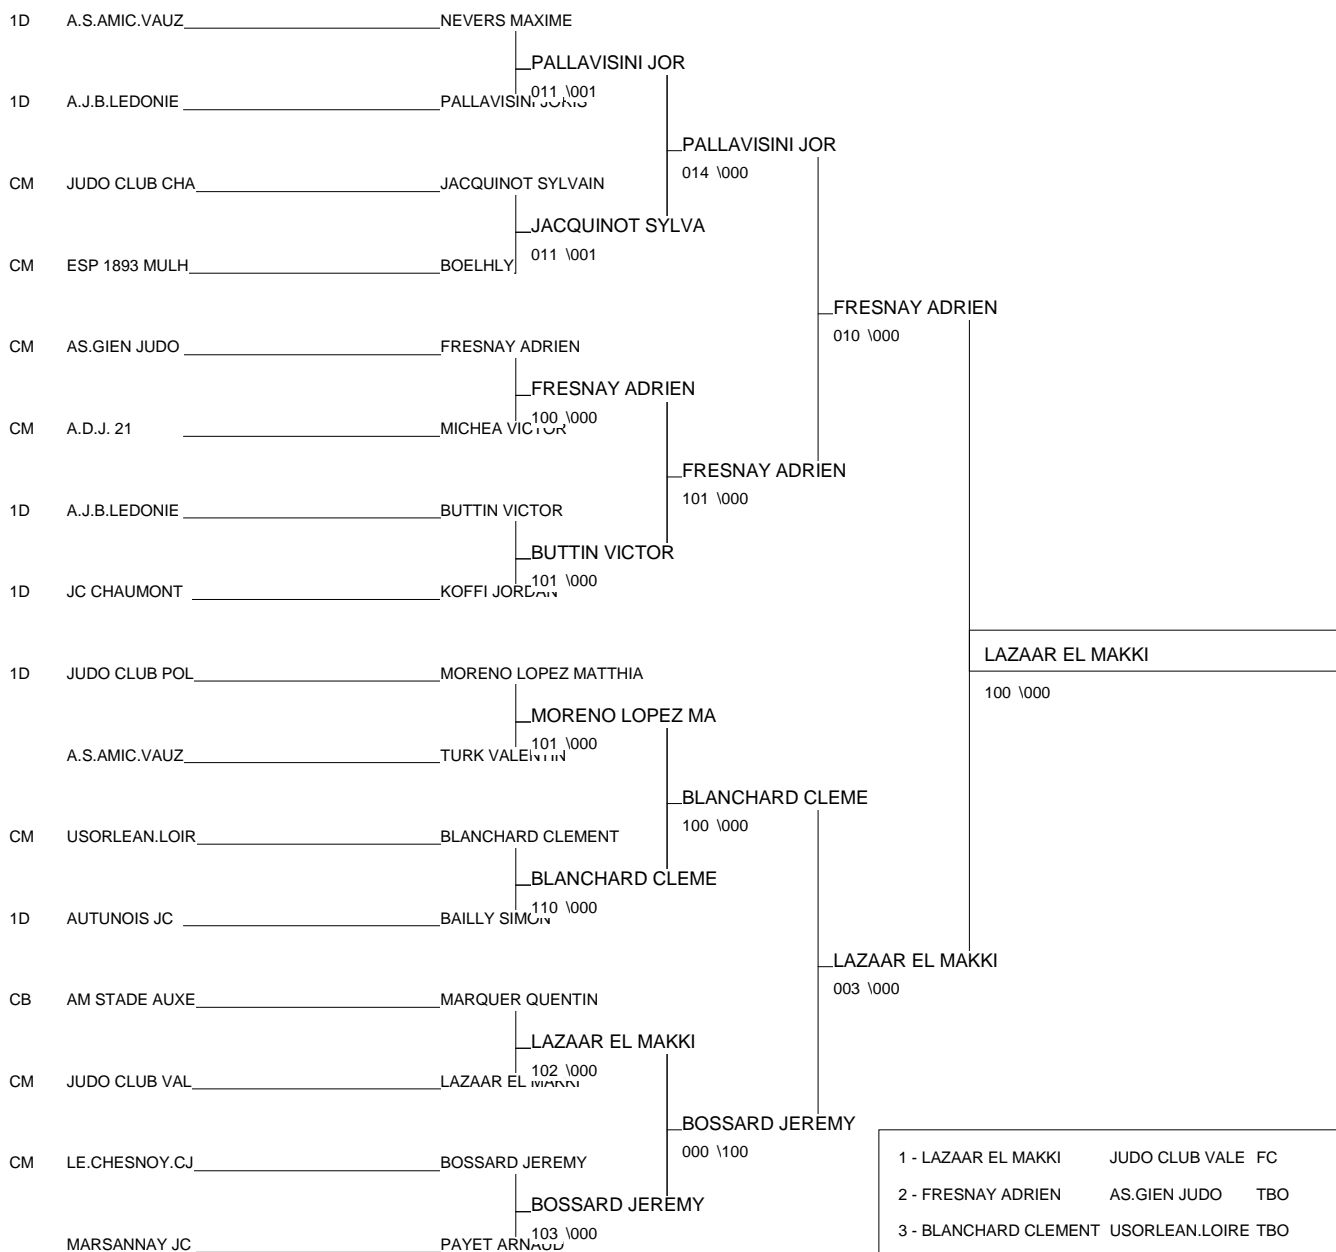 1D A.S.AMIC.VAUZ NEVERS MAXIME
PALLAVISINI JOR
011 \001
1D A.J.B.LEDONIE PALLAVISINI JORIS
PALLAVISINI JOR
014 \000
CM JUDO CLUB CHA JACQUINOT SYLVAIN
JACQUINOT SYLVA
011 \001
CM ESP 1893 MULH BOELHLY
FRESNAY ADRIEN
010 \000
CM AS.GIEN JUDO FRESNAY ADRIEN
FRESNAY ADRIEN
100 \000
CM A.D.J. 21 MICHEA VICTOR
FRESNAY ADRIEN
101 \000
1D A.J.B.LEDONIE BUTTIN VICTOR
BUTTIN VICTOR
101 \000
1D JC CHAUMONT KOFFI JORDAN
LAZAAR EL MAKKI
100 \000
1D JUDO CLUB POL MORENO LOPEZ MATTHIA
MORENO LOPEZ MA
101 \000
A.S.AMIC.VAUZ TURK VALENTIN
BLANCHARD CLEME
100 \000
CM USORLEAN.LOIR BLANCHARD CLEMENT
BLANCHARD CLEME
110 \000
1D AUTUNOIS JC BAILLY SIMON
LAZAAR EL MAKKI
003 \000
CB AM STADE AUXE MARQUER QUENTIN
LAZAAR EL MAKKI
102 \000
CM JUDO CLUB VAL LAZAAR EL MAKKI
BOSSARD JEREMY
000 \100
CM LE.CHESNOY.CJ BOSSARD JEREMY
BOSSARD JEREMY
103 \000
MARSANNAY JC PAYET ARNAUD
1 - LAZAAR EL MAKKI JUDO CLUB VALE FC
2 - FRESNAY ADRIEN AS.GIEN JUDO TBO
3 - BLANCHARD CLEMENT USORLEAN.LOIRE TBO